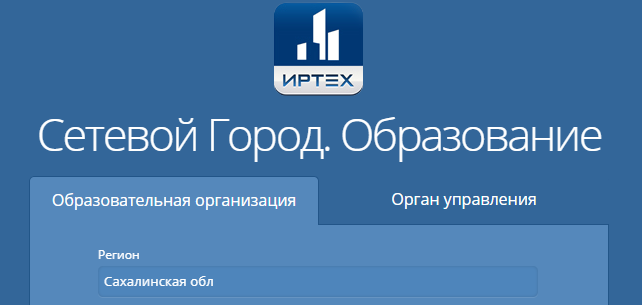 ИРТЕХ
Сетевой Город. Образование
Образовательная организация
Орган управления
Регион
Сахалинская обл